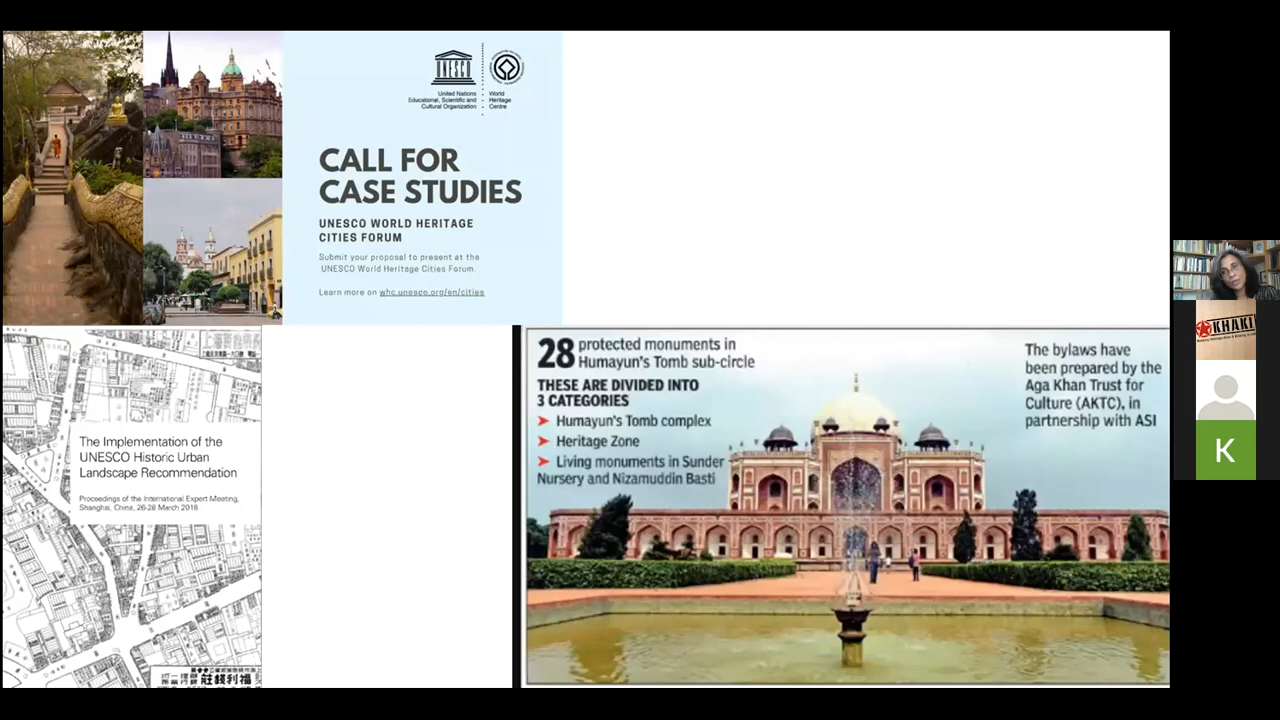 UNESCO
United Nations
Educational, Scientific and
Cultural Organization
World
Heritage
Centre
CALL FOR
CASE STUDIES
UNESCO WORLD HERITAGE
CITIES FORUM
Submit your proposal to present at the
UNESCO World Heritage Cities Forum.
Learn more on whc.unesco.org/en/cities
The Implementation of the
UNESCO Historic Urban
Landscape Recommendation
Proceedings of the International Expert Meeting,
Shanghai, China, 26-28 March 2018
28 protected monuments in
Humayun's Tomb sub-circle
THESE ARE DIVIDED INTO
3 CATEGORIES
Humayun's Tomb complex
Heritage Zone
Living monuments in Sunder
Nursery and Nizamuddin Basti
The bylaws have
been prepared by the
Aga Khan Trust for
Culture (AKTC), in
partnership with ASI
KHAKI
K